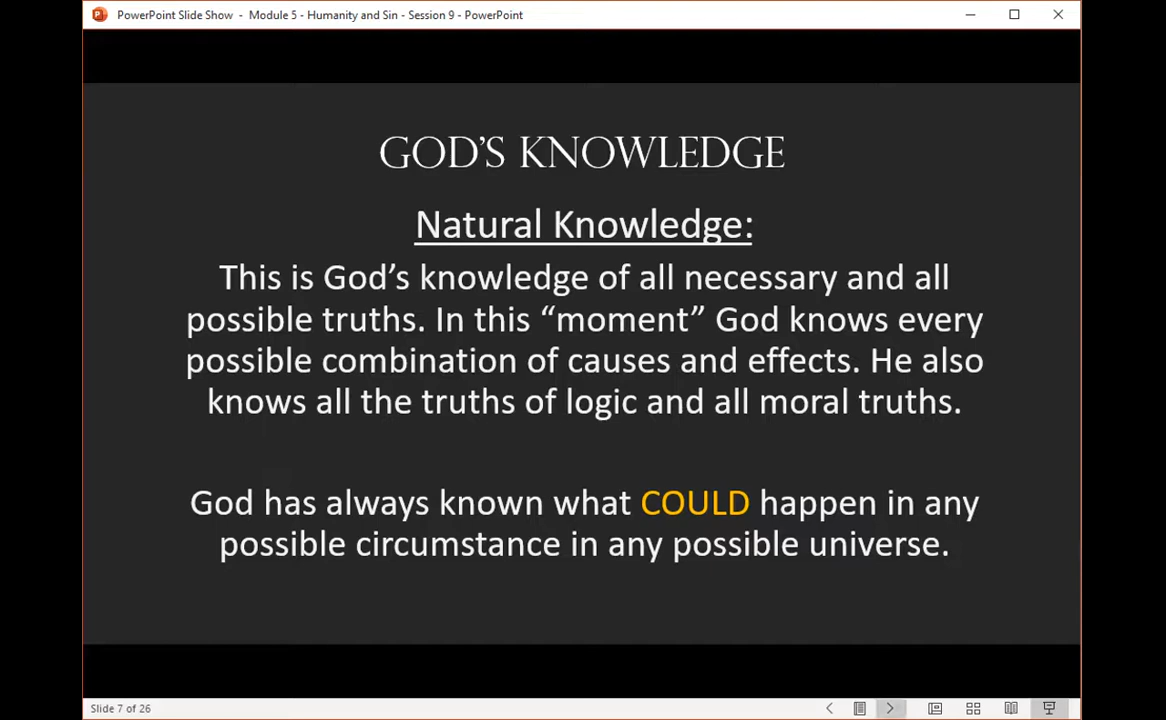 PowerPoint Slide Show - Module 5 - Humanity and Sin - Session 9 - PowerPoint
GOD'S KNOWLEDGE
Natural Knowledge:
This is God's knowledge of all necessary and all
possible truths. In this “moment” God knows every
possible combination of causes and effects. He also
knows all the truths of logic and all moral truths.
God has always known what COULD happen in any
possible circumstance in any possible universe.
Slide 7 of 26